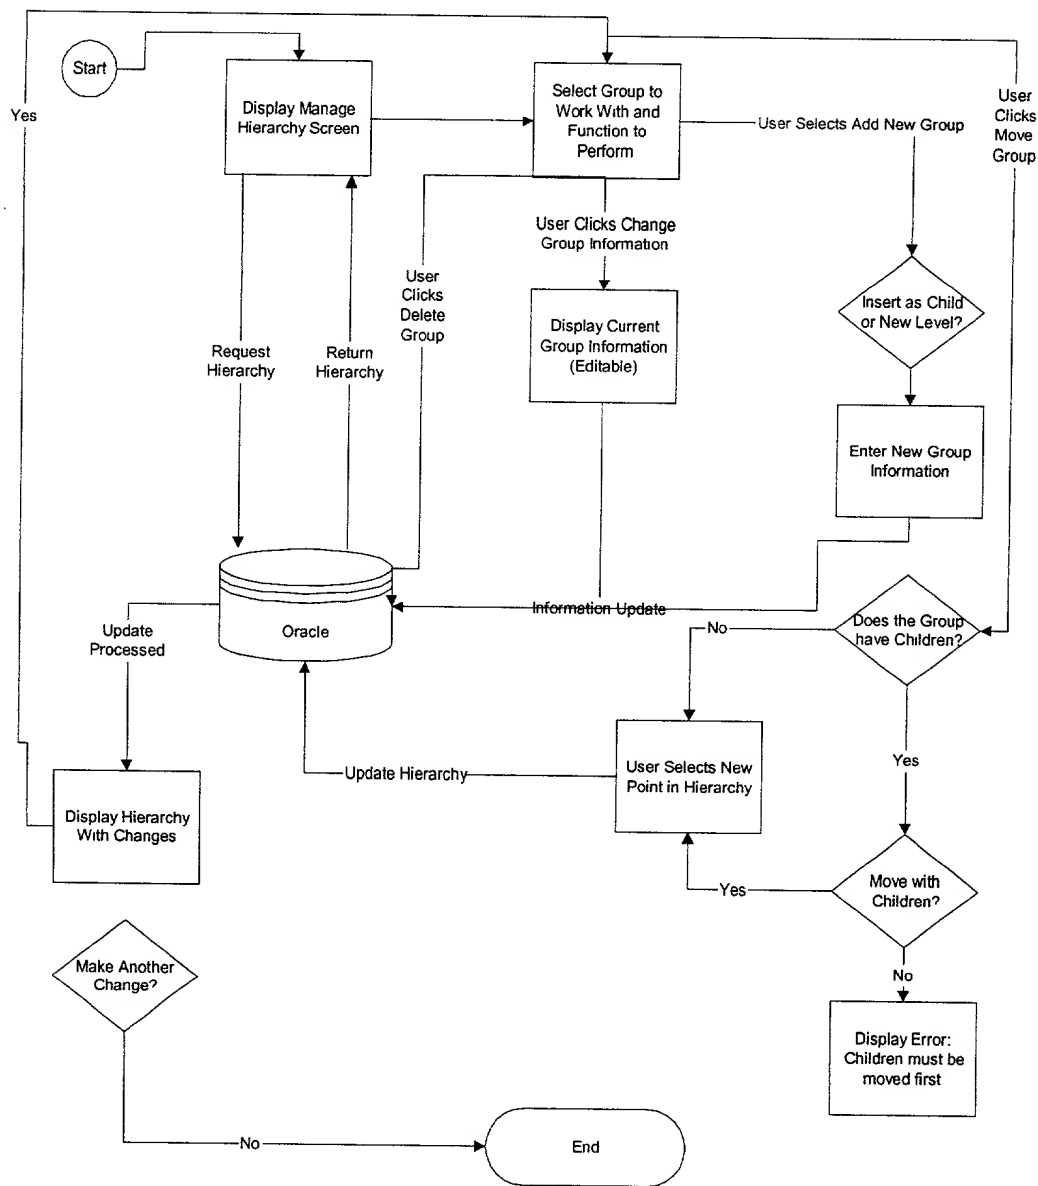 Start
Yes
Display Manage
Hierarchy Screen
Select Group to
Work With and
Function to
Perform
User Selects Add New Group
User
Clicks
Move
Group
User Clicks Change
Group Information
User
Clicks
Delete
Group
Insert as Child
or New Level?
Display Current
Group Information
(Editable)
Request
Hierarchy
Return
Hierarchy
Enter New Group
Information
Information Update
Oracle
Update
Processed
No
Does the Group
have Children?
Yes
User Selects New
Point in Hierarchy
Update Hierarchy
Display Hierarchy
With Changes
Yes
Move with
Children?
Make Another
Change?
No
Display Error:
Children must be
moved first
No
End